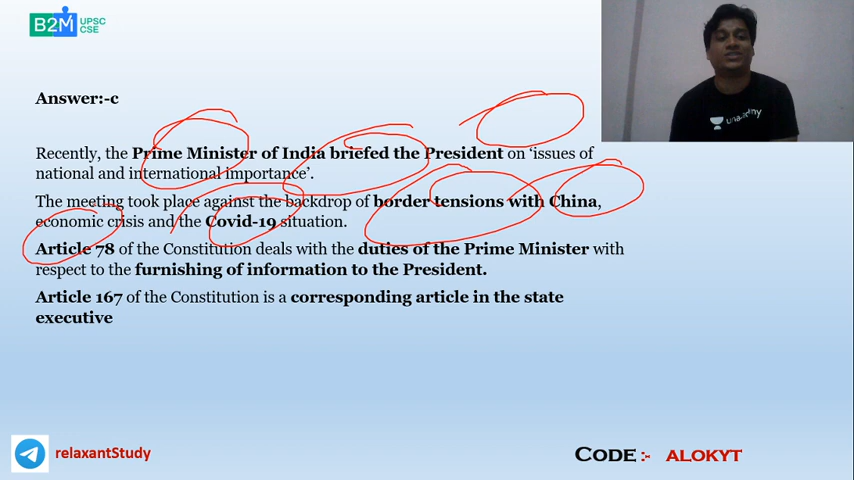 B2M UPSC
CSE
unacademy
Answer:-c
Recently, the Prime Minister of India briefed the President on ‘issues of
national and international importance’.
The meeting took place against the backdrop of border tensions with China,
economic crisis and the Covid-19 situation.
Article 78 of the Constitution deals with the duties of the Prime Minister with
respect to the furnishing of information to the President.
Article 167 of the Constitution is a corresponding article in the state
executive
relaxantStudy
CODE :- ALOKYT